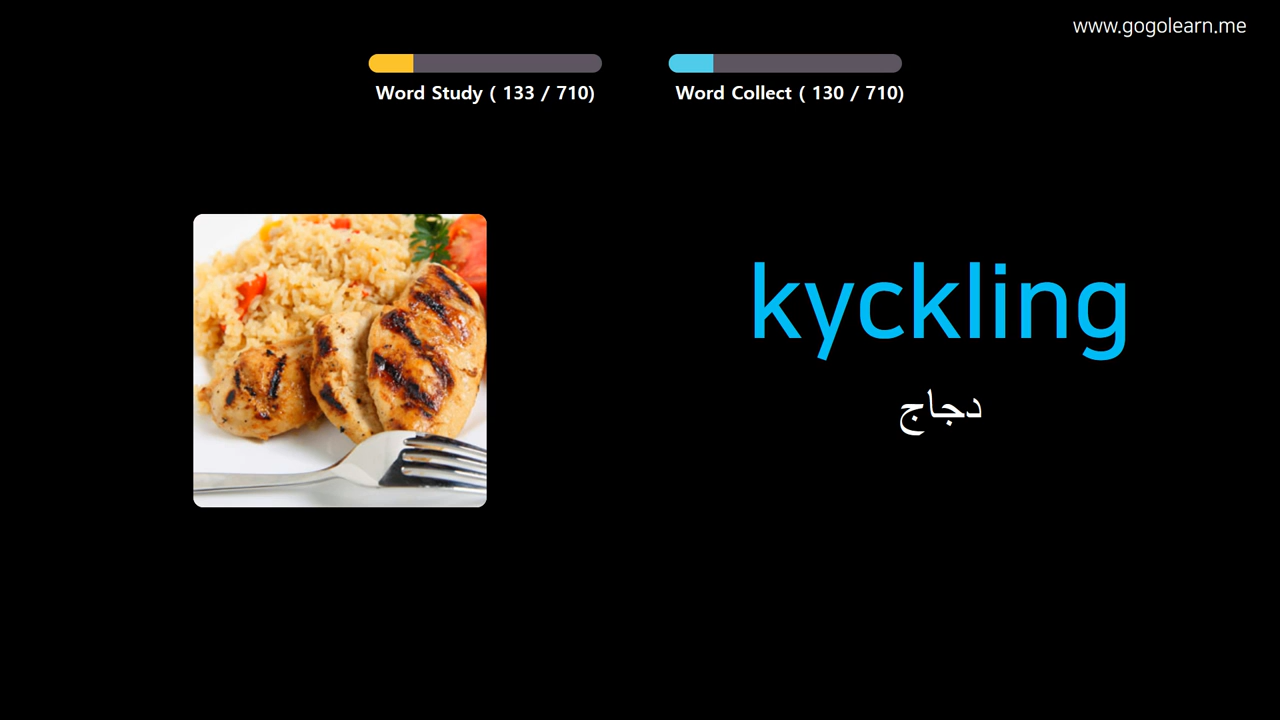 www.gogolearn.me
Word Study ( 133 / 710)
Word Collect ( 130 / 710)
kyckling
دجاج